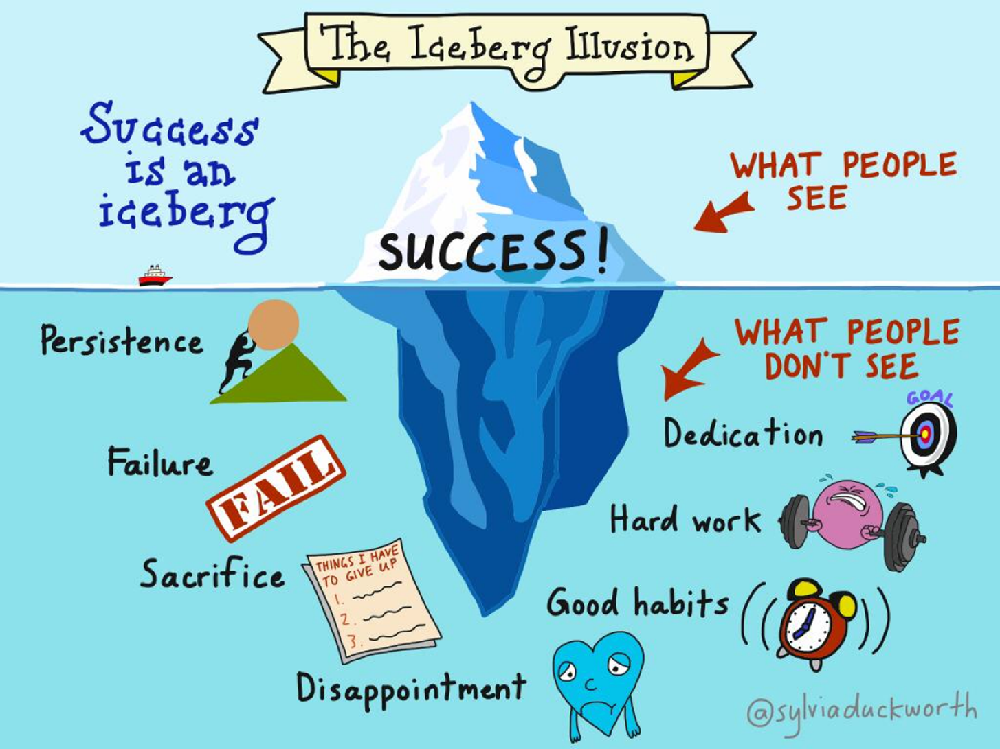 The Iceberg Illusion
Success
is an
iceberg
WHAT PEOPLE
SEE
SUCCESS!
WHAT PEOPLE
DON'T SEE
Persistence
GOAL
Dedication
Failure
FAIL
Hard work
Sacrifice
THINGS I HAVE
TO GIVE UP
1.
2.
3.
Good habits
Disappointment
@sylviaduckworth